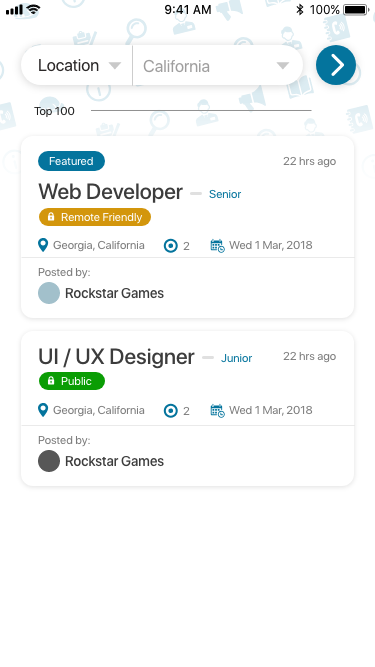 9:41 AM
100%
Location
California
Top 100
Featured
22 hrs ago
Web Developer
Senior
Remote Friendly
Georgia, California
2
Wed 1 Mar, 2018
Posted by:
Rockstar Games
UI / UX Designer
Junior
22 hrs ago
Public
Georgia, California
2
Wed 1 Mar, 2018
Posted by:
Rockstar Games